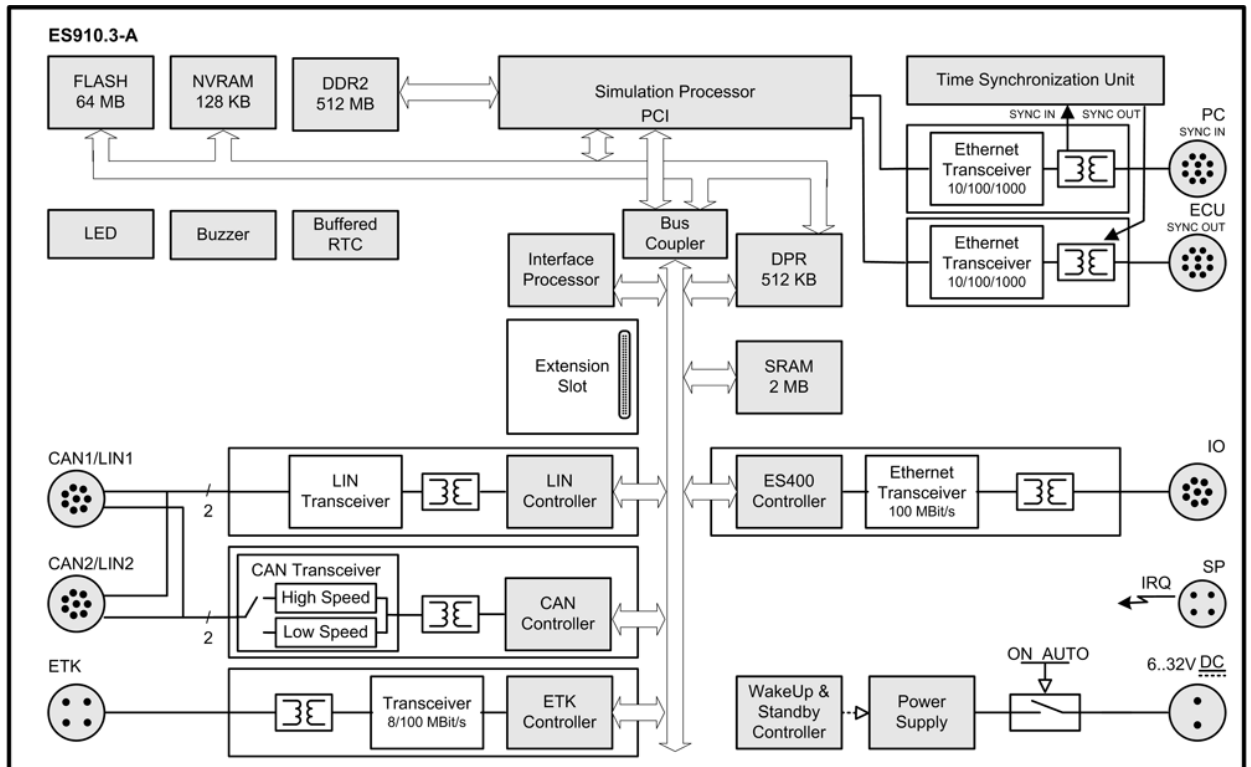 ES910.3-A
FLASH
64 MB
NVRAM
128 KB
DDR2
512 MB
Simulation Processor
PCI
Time Synchronization Unit
SYNC IN
SYNC OUT
PC
SYNC IN
Ethernet
Transceiver
10/100/1000
ECU
SYNC OUT
Ethernet
Transceiver
10/100/1000
LED
Buzzer
Buffered
RTC
Bus
Coupler
Interface
Processor
DPR
512 KB
Extension
Slot
SRAM
2 MB
CAN1/LIN1
2
LIN
Transceiver
LIN
Controller
ES400
Controller
Ethernet
Transceiver
100 MBit/s
IO
CAN2/LIN2
2
CAN Transceiver
High Speed
Low Speed
CAN
Controller
IRQ
SP
ETK
Transceiver
8/100 MBit/s
ETK
Controller
WakeUp &
Standby
Controller
Power
Supply
ON AUTO
6..32V DC